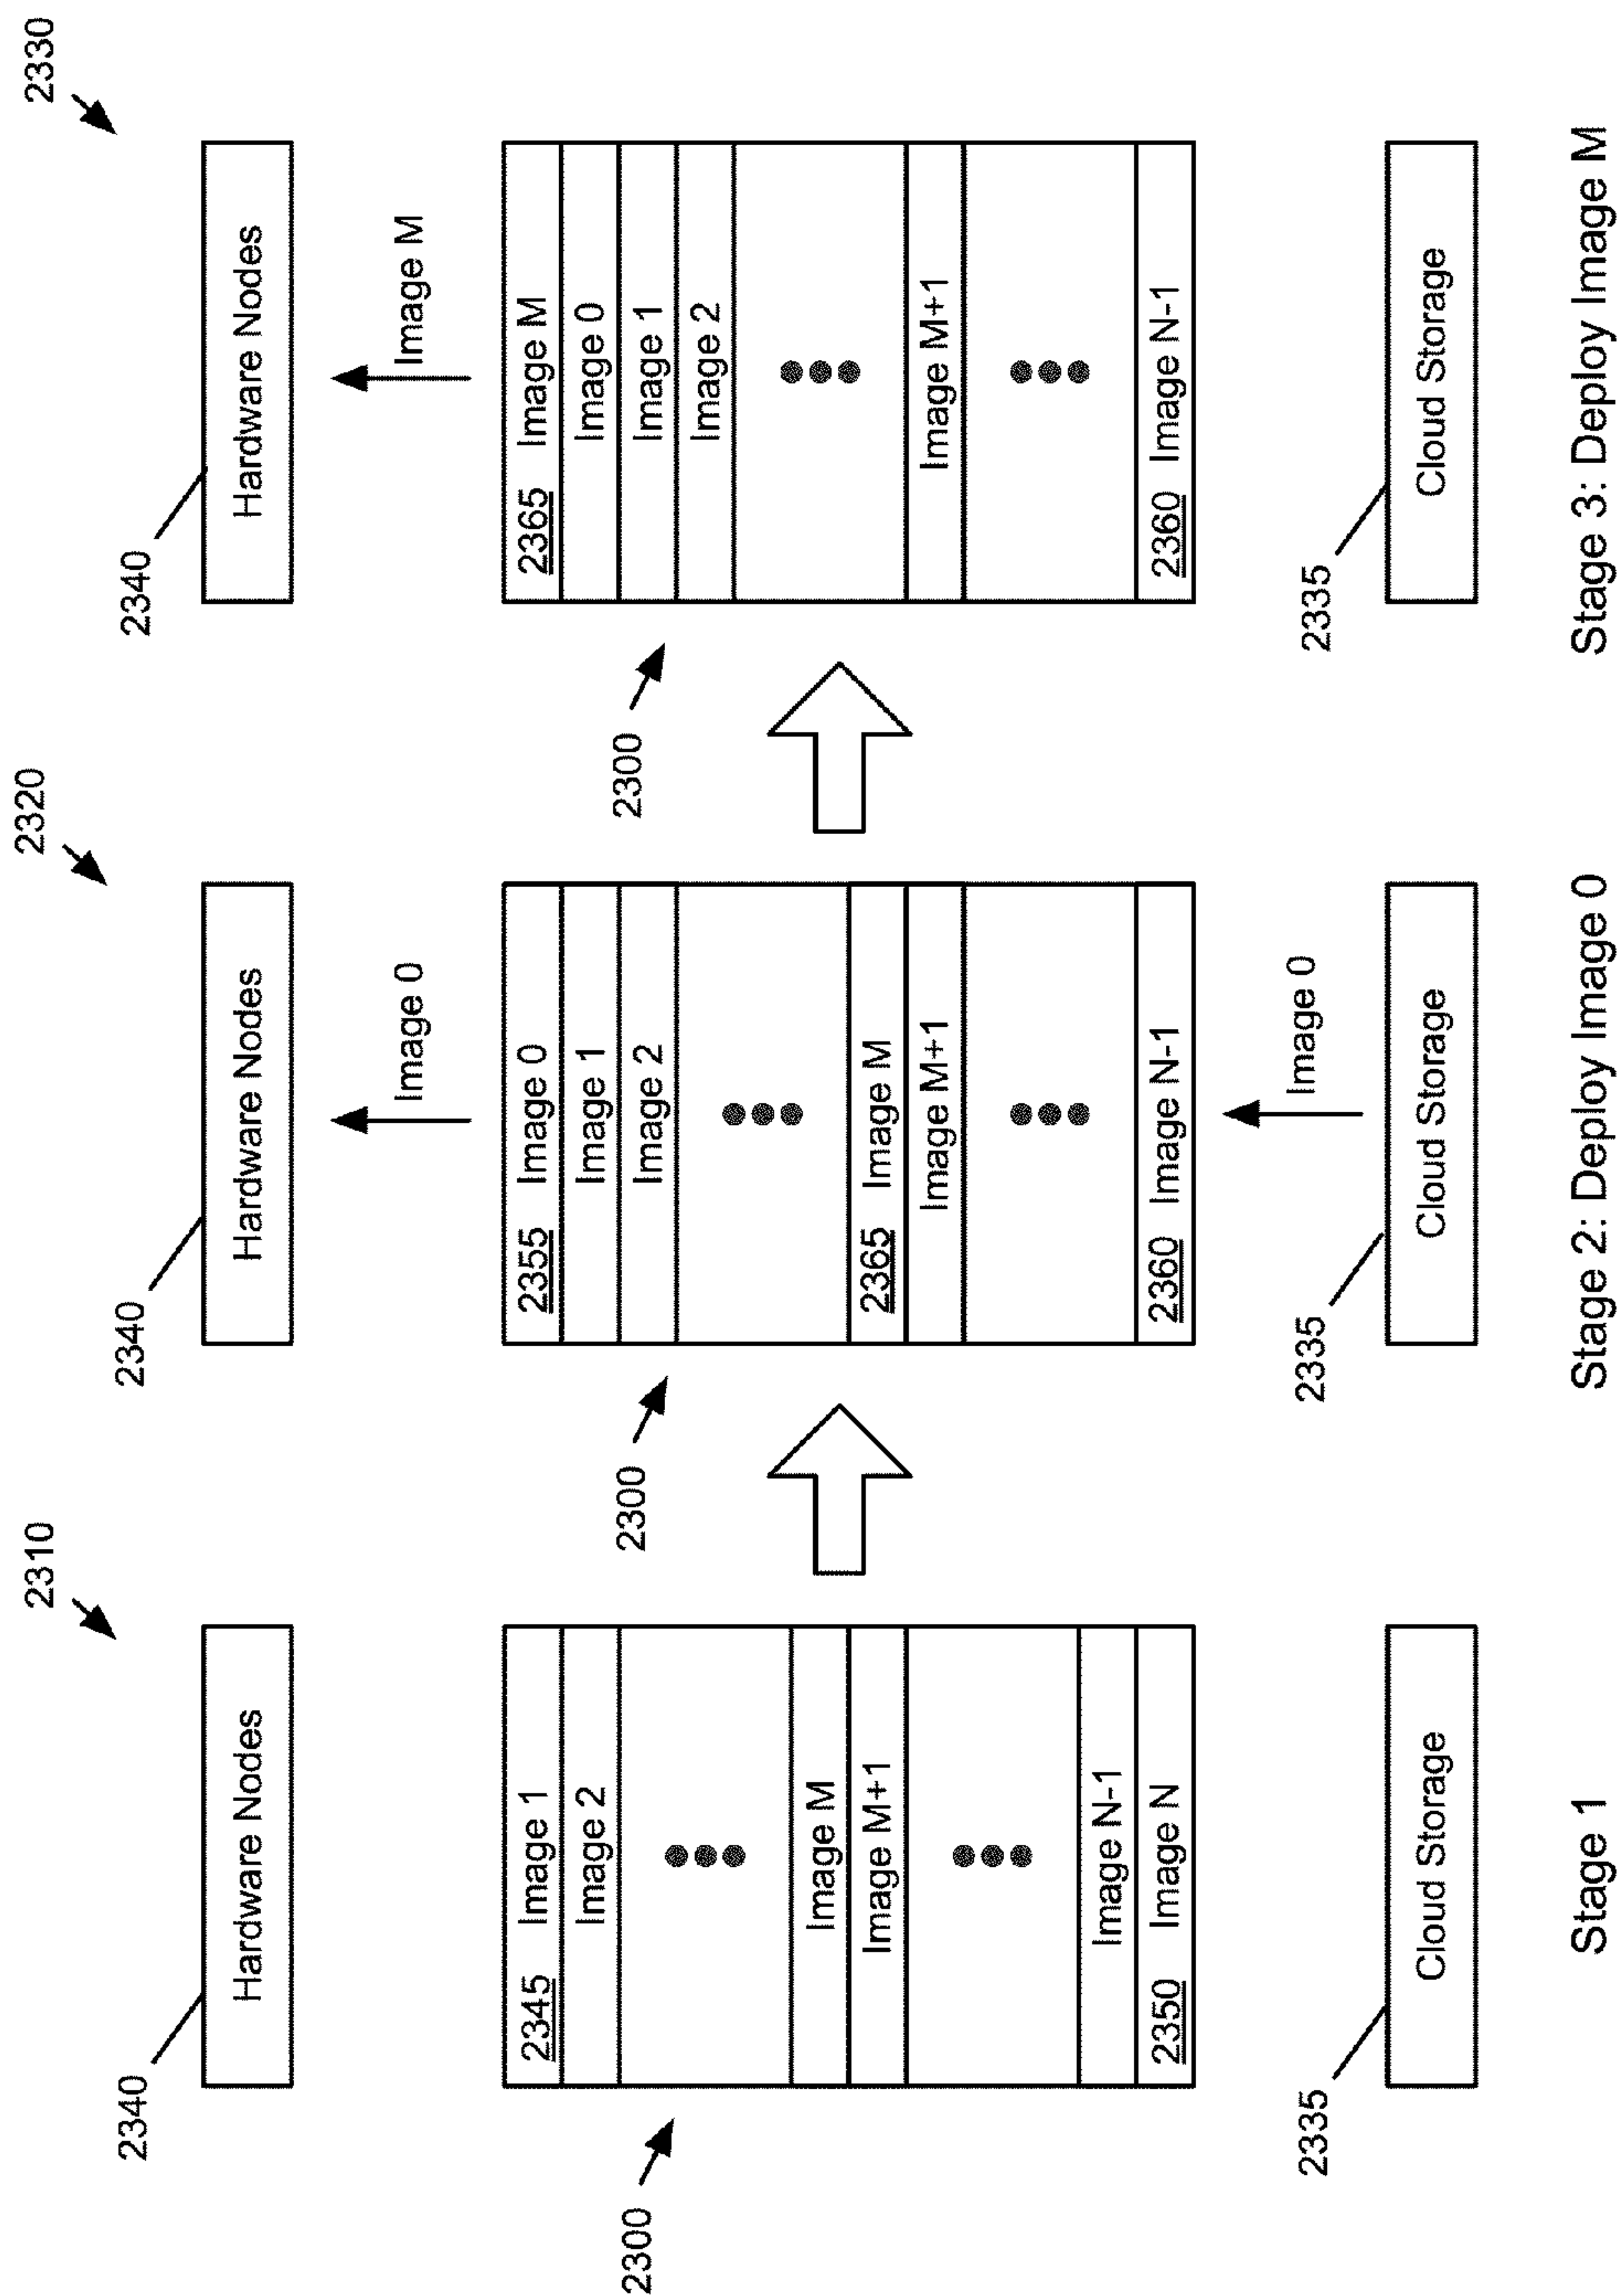 2310
2340
Hardware Nodes
2300
2345 Image 1
Image 2
Image M
Image M+1
Image N-1
2350 Image N
2335
Cloud Storage
Stage 1
2320
2340
Hardware Nodes
Image 0
2300
2355 Image 0
Image 1
Image 2
2365 Image M
Image M+1
2360 Image N-1
Image 0
2335
Cloud Storage
Stage 2: Deploy Image 0
2330
2340
Hardware Nodes
Image M
2300
2365 Image M
Image 0
Image 1
Image 2
Image M+1
2360 Image N-1
2335
Cloud Storage
Stage 3: Deploy Image M